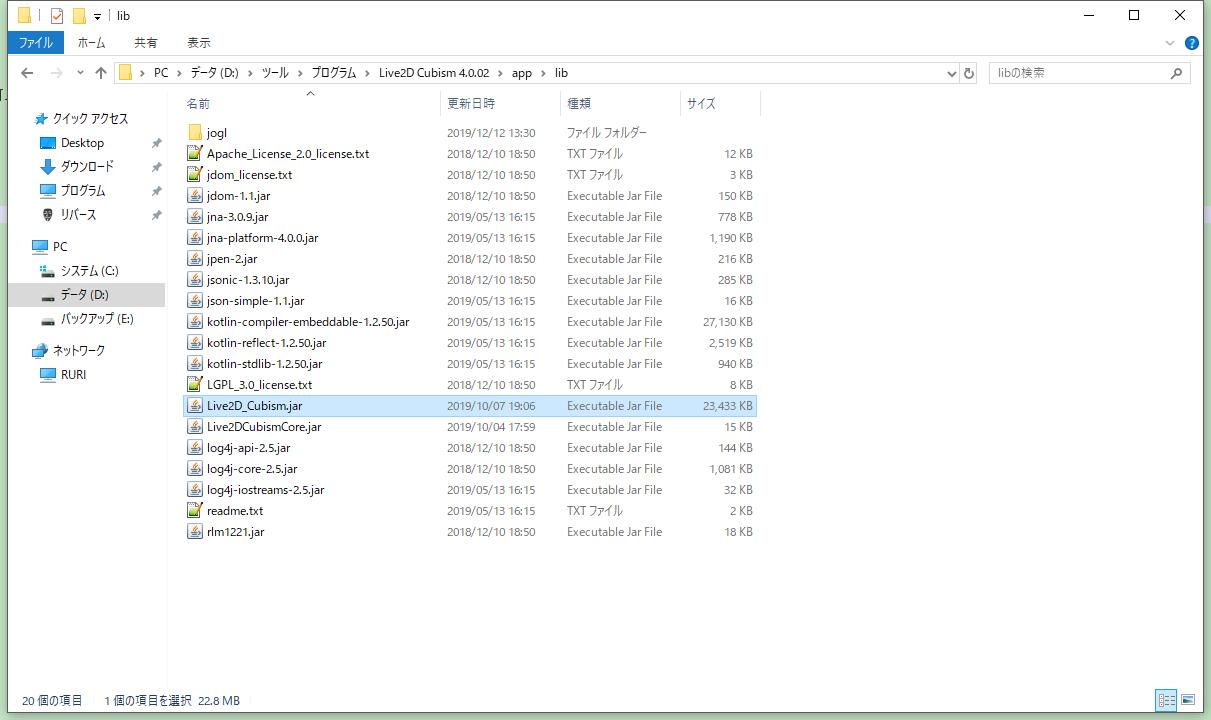 lib
ファイル ホーム 共有 表示
PC データ (D:) ツール プログラム Live2D Cubism 4.0.02 app lib libの検索
名前 更新日時 種類 サイズ
クイック アクセス
Desktop
ダウンロード
プログラム
リバース
PC
システム (C:)
データ (D:)
バックアップ (E:)
ネットワーク
RURI
jogl 2019/12/12 13:30 ファイル フォルダー
Apache_License_2.0_license.txt 2018/12/10 18:50 TXT ファイル 12 KB
jdom_license.txt 2018/12/10 18:50 TXT ファイル 3 KB
jdom-1.1.jar 2018/12/10 18:50 Executable Jar File 150 KB
jna-3.0.9.jar 2019/05/13 16:15 Executable Jar File 778 KB
jna-platform-4.0.0.jar 2019/05/13 16:15 Executable Jar File 1,190 KB
jpen-2.jar 2018/12/10 18:50 Executable Jar File 216 KB
jsonic-1.3.10.jar 2018/12/10 18:50 Executable Jar File 285 KB
json-simple-1.1.jar 2019/05/13 16:15 Executable Jar File 16 KB
kotlin-compiler-embeddable-1.2.50.jar 2019/05/13 16:15 Executable Jar File 27,130 KB
kotlin-reflect-1.2.50.jar 2019/05/13 16:15 Executable Jar File 2,519 KB
kotlin-stdlib-1.2.50.jar 2019/05/13 16:15 Executable Jar File 940 KB
LGPL_3.0_license.txt 2018/12/10 18:50 TXT ファイル 8 KB
Live2D_Cubism.jar 2019/10/07 19:06 Executable Jar File 23,433 KB
Live2DCubismCore.jar 2019/10/04 17:59 Executable Jar File 15 KB
log4j-api-2.5.jar 2018/12/10 18:50 Executable Jar File 144 KB
log4j-core-2.5.jar 2018/12/10 18:50 Executable Jar File 1,081 KB
log4j-iostreams-2.5.jar 2019/05/13 16:15 Executable Jar File 32 KB
readme.txt 2019/05/13 16:15 TXT ファイル 2 KB
rlm1221.jar 2018/12/10 18:50 Executable Jar File 18 KB
20 個の項目 1 個の項目を選択 22.8 MB